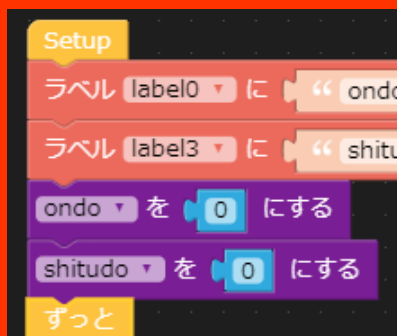 Setup
ラベル label0 に “ ondo
ラベル label3 に “ shitu
ondo を 0 にする
shitudo を 0 にする
ずっと